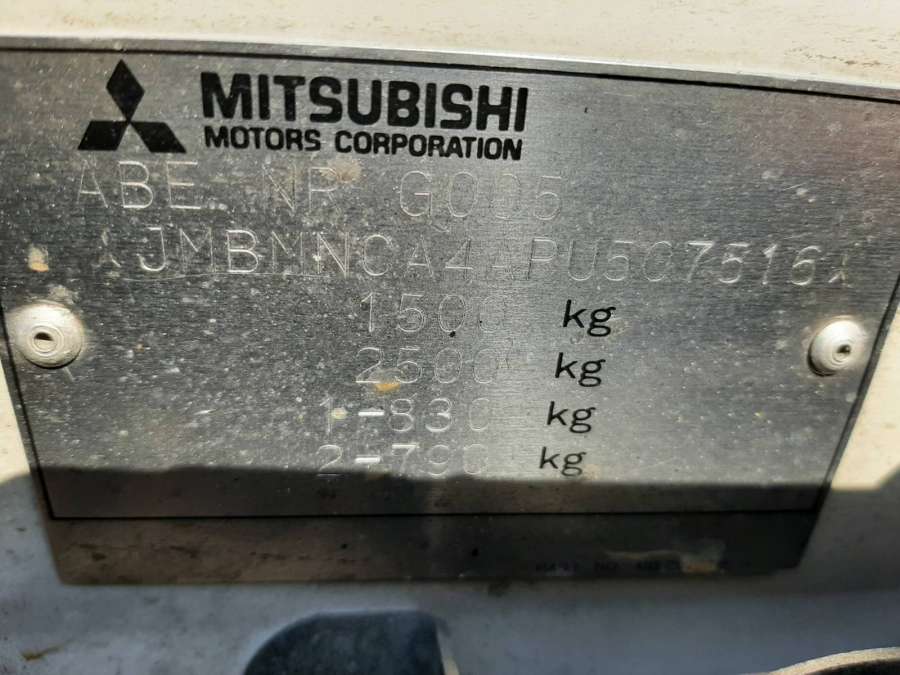 MITSUBISHI
MOTORS CORPORATION
ABE NR G005
*JMBMNCA4APU507516*
1500 kg
2500 kg
1-830 kg
2-790 kg